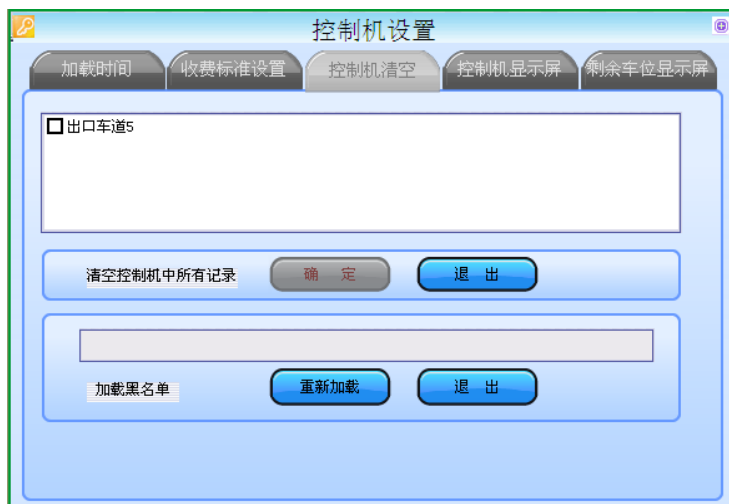 控制机设置
加载时间 收费标准设置 控制机清空 控制机显示屏 剩余车位显示屏
出口车道5
清空控制机中所有记录 确 定 退 出
加载黑名单 重新加载 退 出